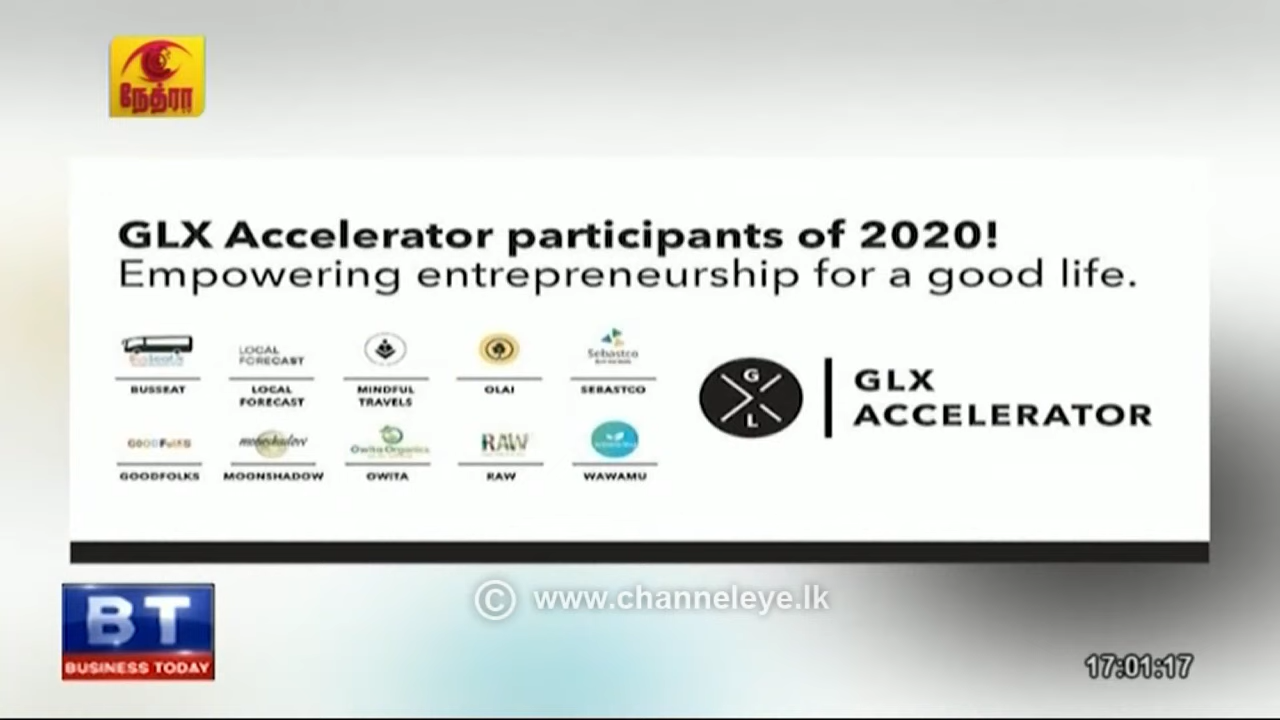 நேத்ரா
GLX Accelerator participants of 2020!
Empowering entrepreneurship for a good life.
LOCAL
FORECAST
Sebastco
BUSSEAT
LOCAL
FORECAST
MINDFUL
TRAVELS
OLAI
SEBASTCO
G
L
GLX
ACCELERATOR
GOODFOLKS
moonshadow
Owita Organics
RAW
GOODFOLKS
MOONSHADOW
OWITA
RAW
WAWAMU
© www.channeleye.lk
BT
BUSINESS TODAY
17:01:17